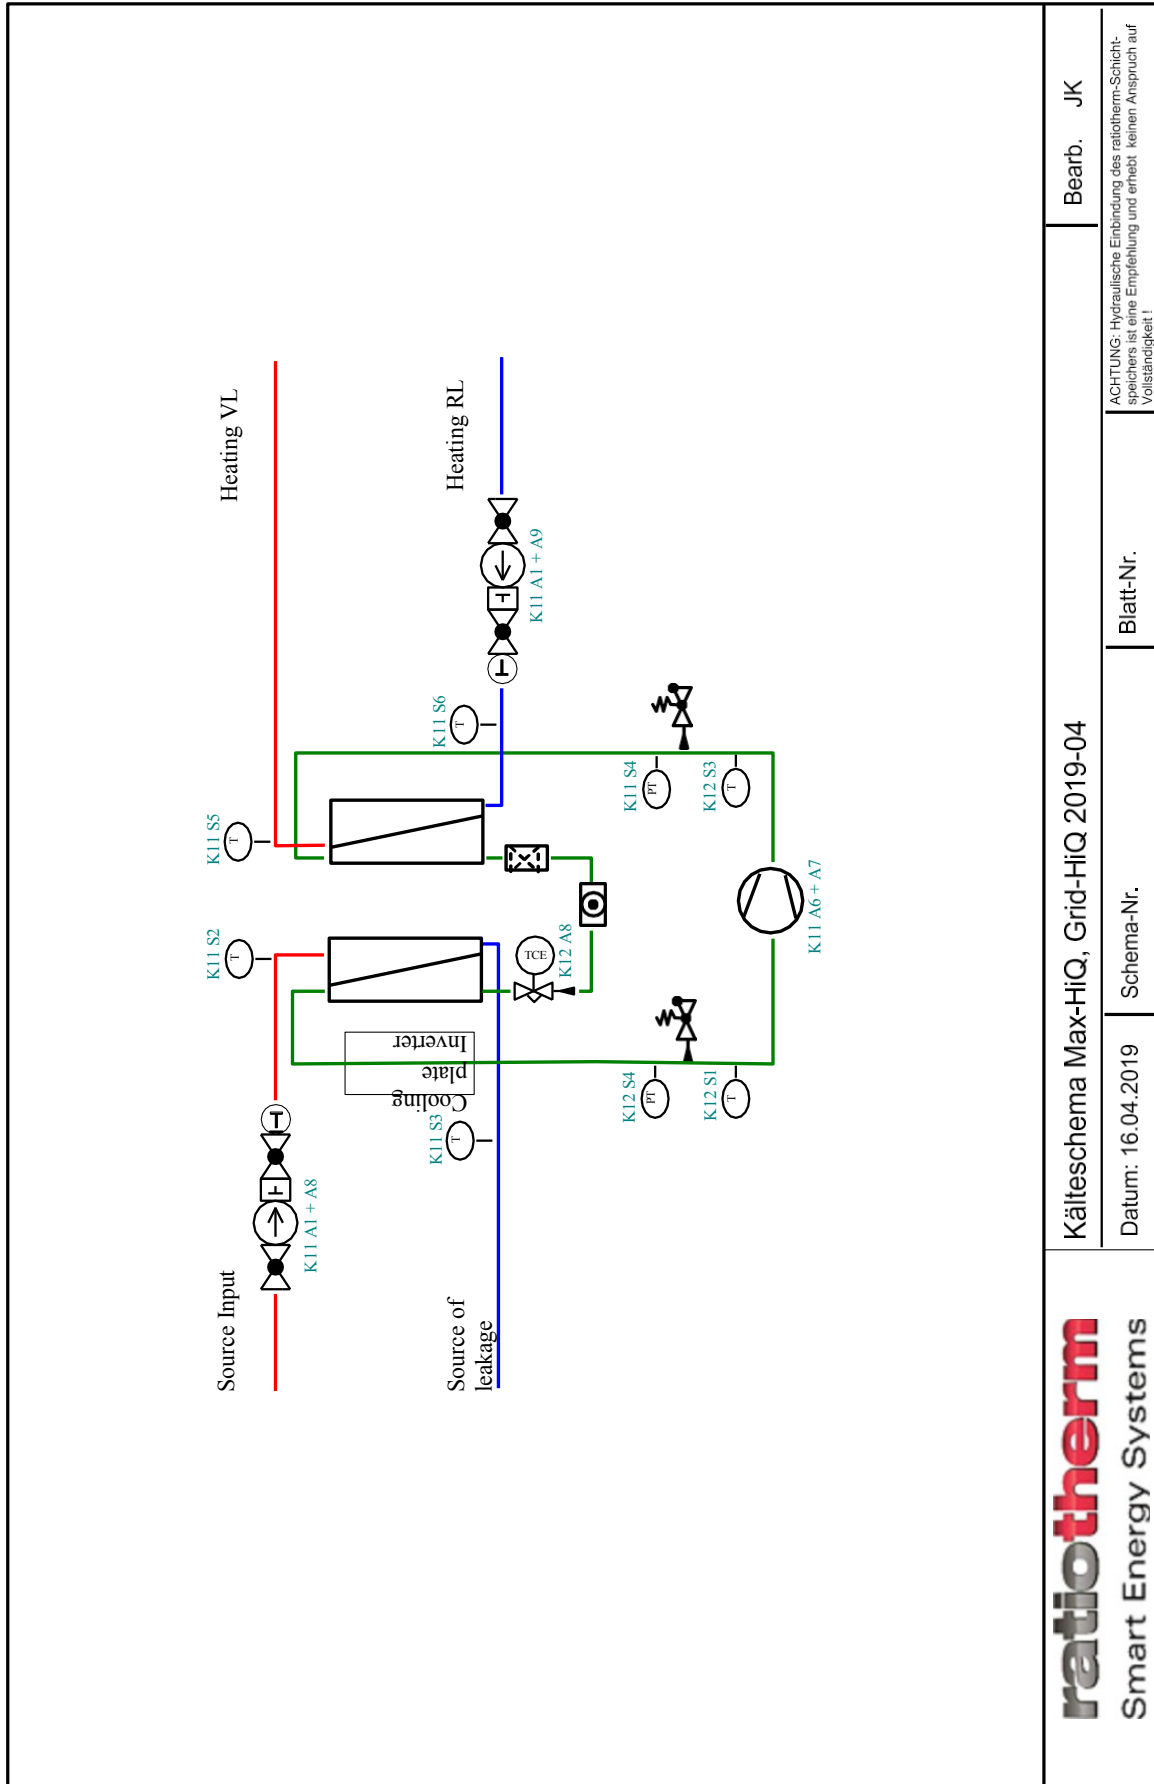 Source Input
K11 A1 + A8
Source of
leakage
K11 S3
T
Cooling
plate
Inverter
K11 S2
T
K11 S5
T
Heating VL
Heating RL
K11 A1 + A9
K11 S6
T
TCE
K12 A8
K12 S4
PT
K12 S1
T
K11 S4
PT
K12 S3
T
K11 A6 + A7
ratiotherm
Smart Energy Systems
Kälteschema Max-HiQ, Grid-HiQ 2019-04
Bearb. JK
Datum: 16.04.2019
Schema-Nr.
Blatt-Nr.
ACHTUNG: Hydraulische Einbindung des ratiotherm-Schicht-
speichers ist eine Empfehlung und erhebt keinen Anspruch auf
Vollständigkeit !